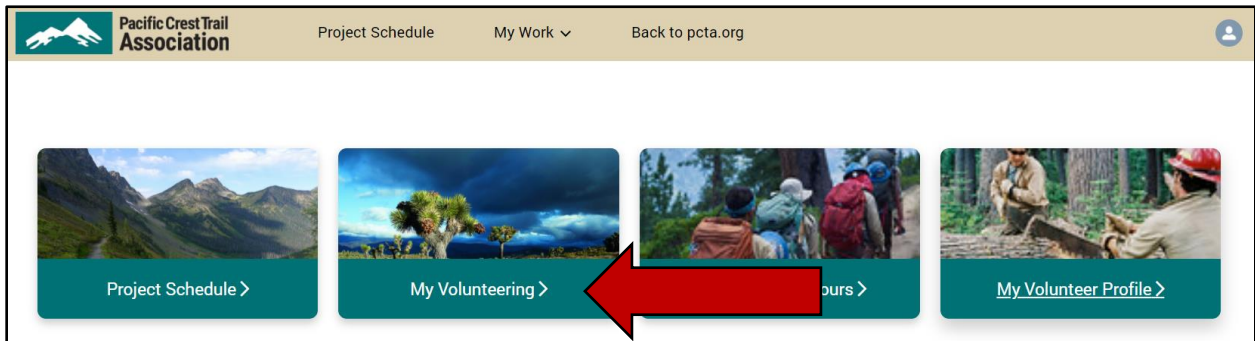 Pacific Crest Trail
Association
Project Schedule My Work Back to pcta.org
Project Schedule My Volunteering My Volunteer Profile